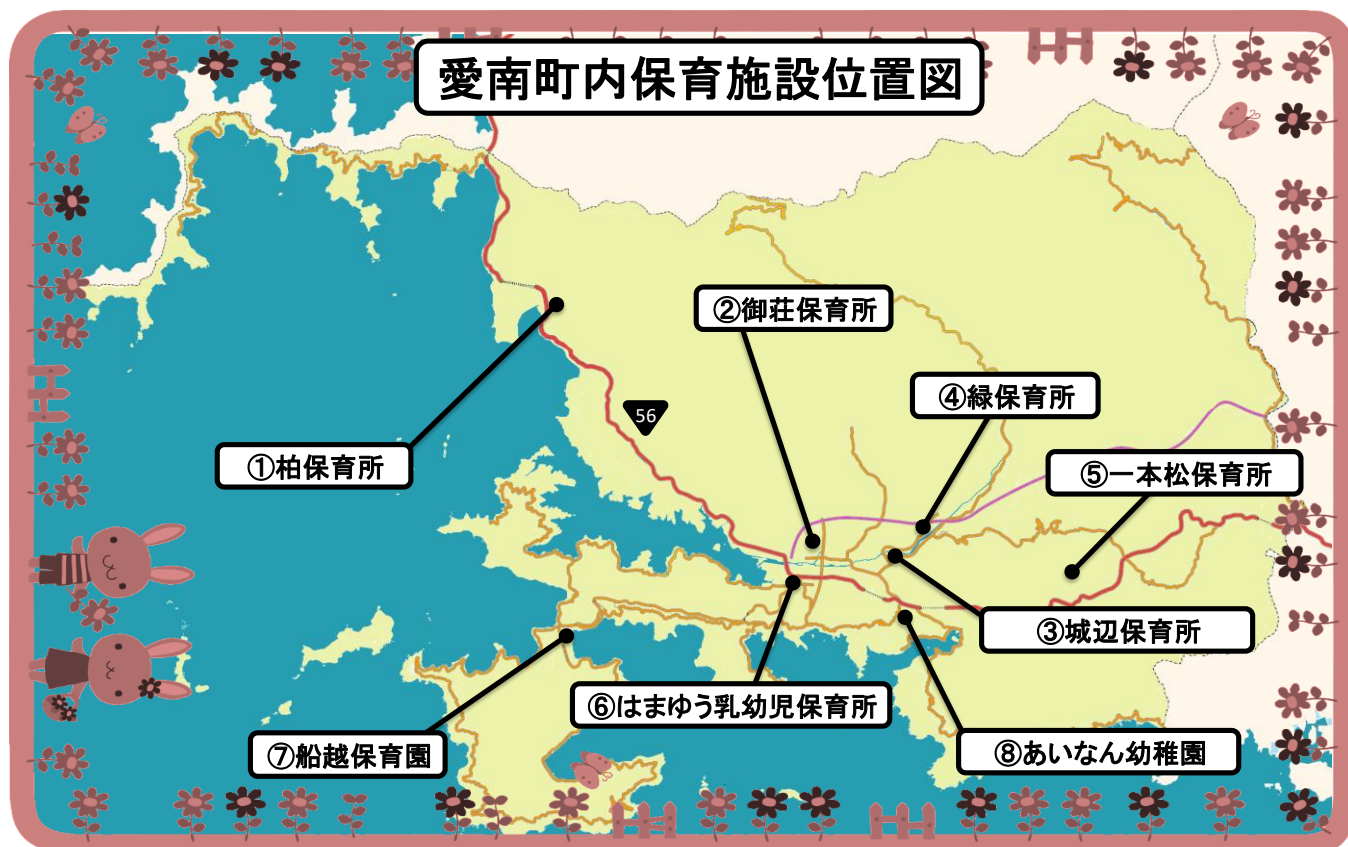 愛南町内保育施設位置図
②御荘保育所
④緑保育所
56
①柏保育所
⑤一本松保育所
③城辺保育所
⑥はまゆう乳幼児保育所
⑦船越保育園
⑧あいなん幼稚園